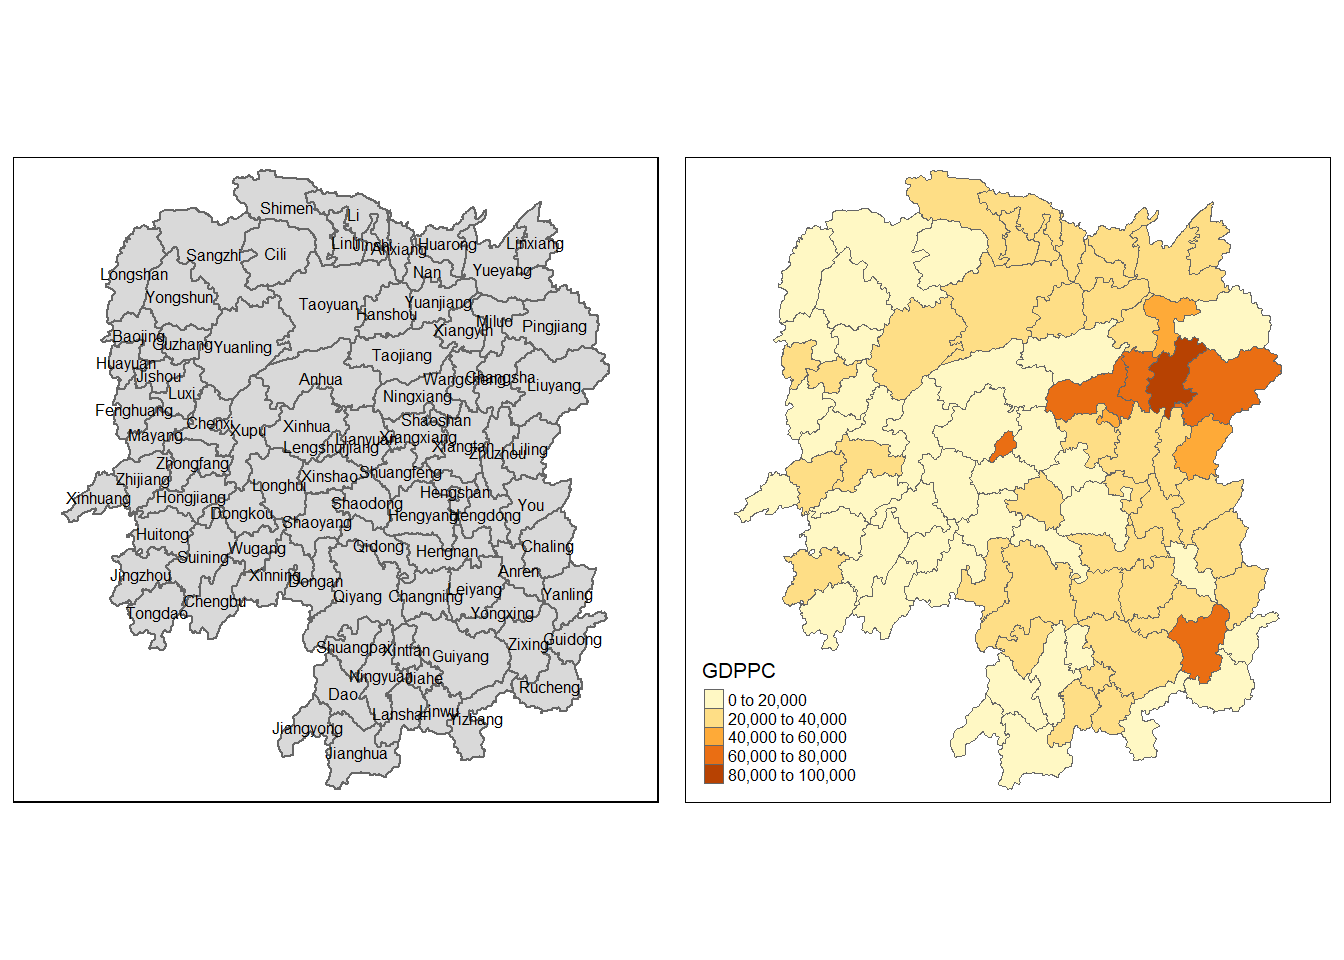 Shimen
Li
Linli
Jinshi
Anxiang
Huarong
Linxiang
Sangzhi
Cili
Nan
Yueyang
Longshan
Yongshun
Taoyuan
Hanshou
Yuanjiang
Miluo
Xiangyin
Pingjiang
Baojing
Guzhang
Yuanling
Taojiang
Huayuan
Jishou
Luxi
Anhua
Wangcheng
Changsha
Liuyang
Ningxiang
Fenghuang
Mayang
Chenxi
Xupu
Xinhua
Lianyuan
Lengshuijiang
Shaoshan
Xiangxiang
Xiangtan
Zhuzhou
Liling
Zhongfang
Zhijiang
Xinhuang
Hongjiang
Longhui
Xinshao
Shuangfeng
Hengshan
Shaodong
Hengyang
Hengdong
You
Dongkou
Shaoyang
Huitong
Suining
Wugang
Qidong
Hengnan
Chaling
Anren
Jingzhou
Xinning
Dongan
Qiyang
Changning
Leiyang
Yanling
Tongdao
Chengbu
Yongxing
Shuangpai
Xintian
Guiyang
Zixing
Guidong
Ningyuan
Jiahe
Dao
Rucheng
Lanshan
Linwu
Yizhang
Jiangyong
Jianghua
GDPPC
0 to 20,000
20,000 to 40,000
40,000 to 60,000
60,000 to 80,000
80,000 to 100,000